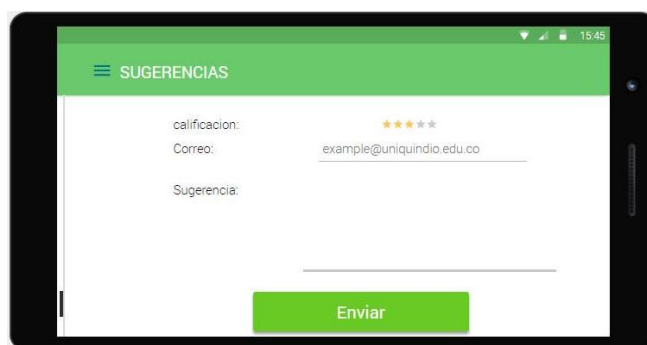 15:45
SUGERENCIAS
calificacion:
Correo: example@uniquindio.edu.co
Sugerencia:
Enviar